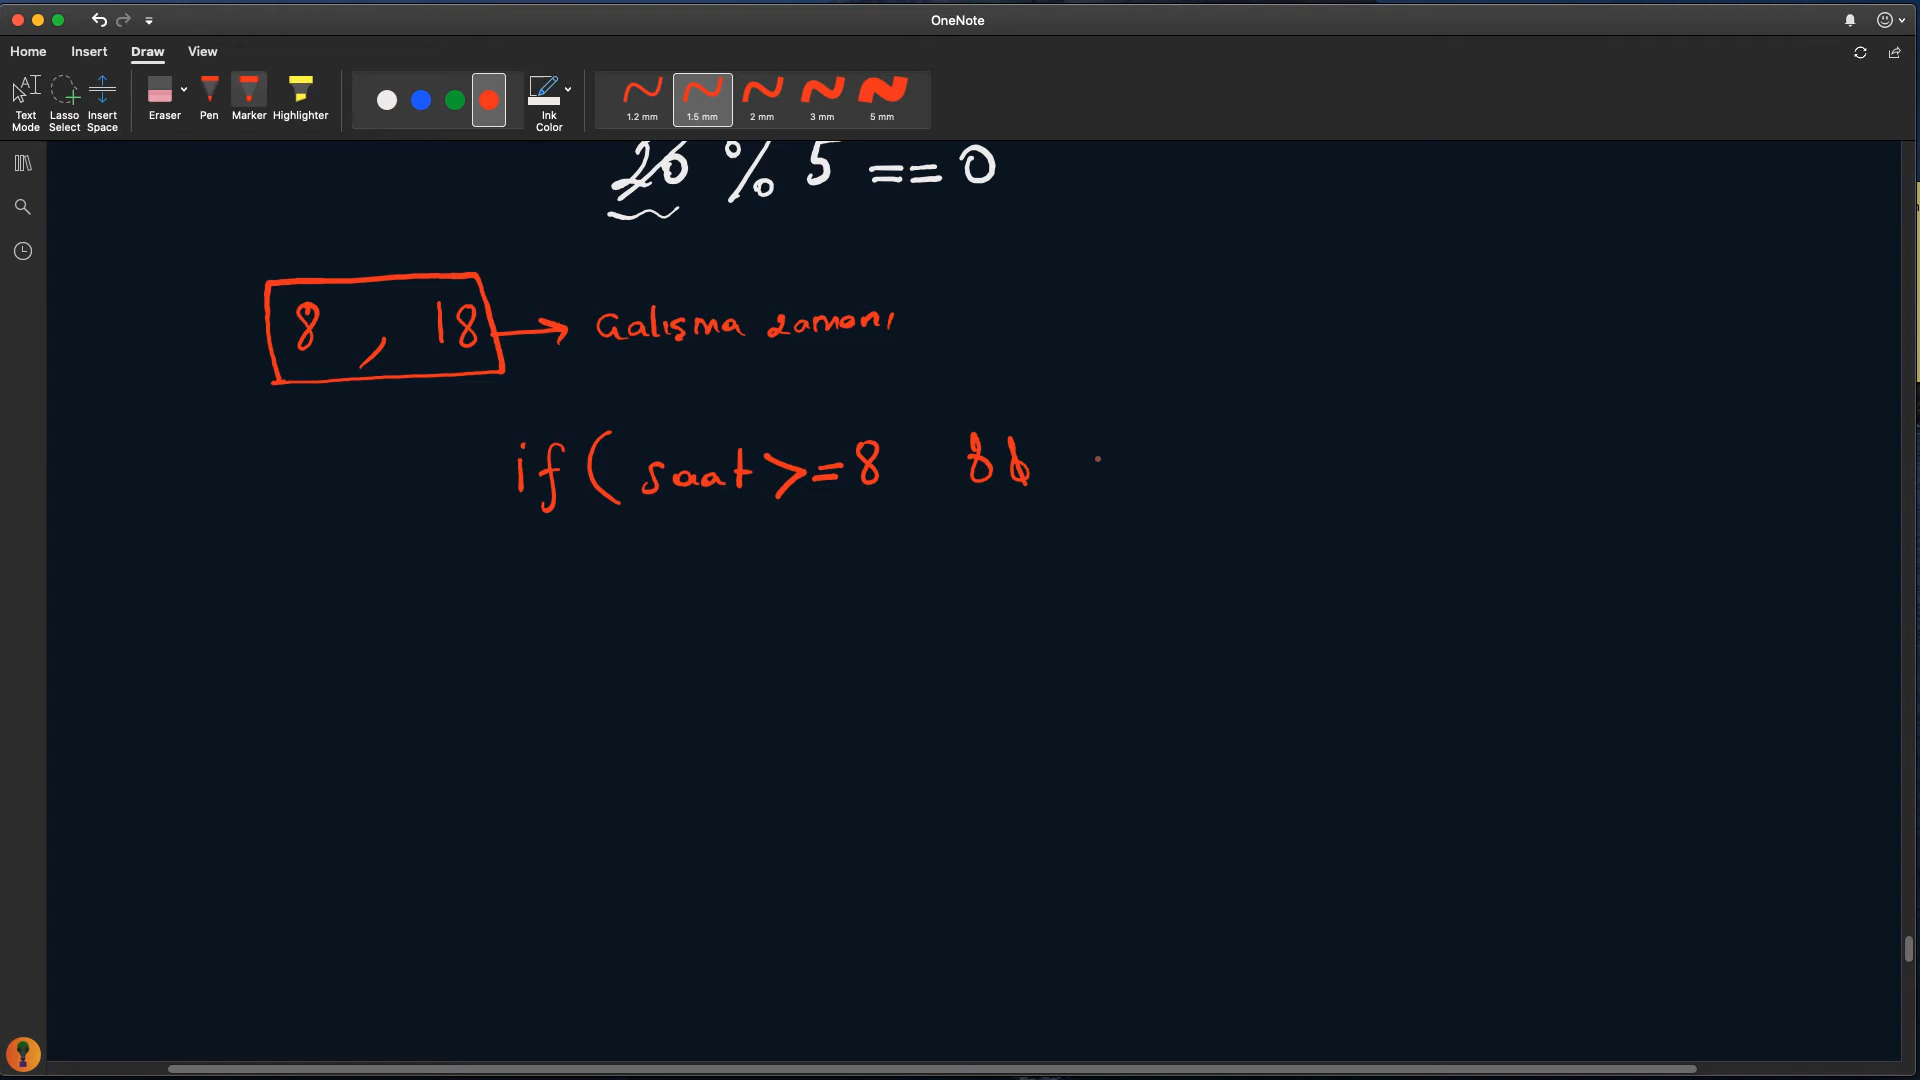 OneNote
Home Insert Draw View
Text Mode Lasso Select Insert Space Eraser Pen Marker Highlighter Ink Color 1.2 mm 1.5 mm 2 mm 3 mm 5 mm
20 % 5 == 0
8 , 18 → Çalışma zamanı
if ( saat >= 8 &&